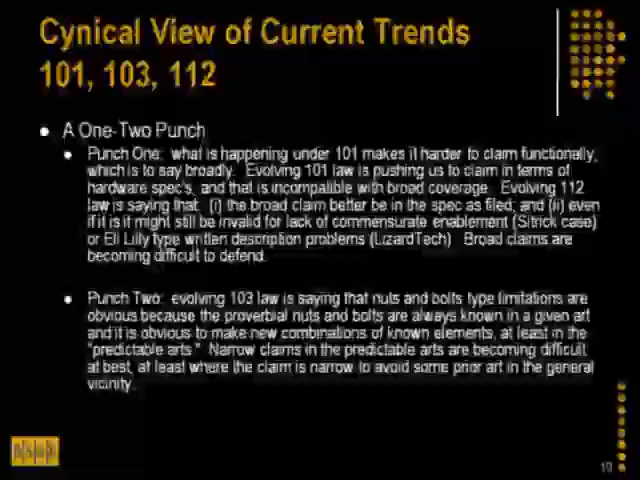 Cynical View of Current Trends
101, 103, 112
A One-Two Punch
Punch One: what is happening under 101 makes it harder to claim functionally,
which is to say broadly. Evolving 101 law is pushing us to claim in terms of
hardware spec's, and that is incompatible with broad coverage. Evolving 112
law is saying that: (i) the broad claim better be in the spec as filed; and (ii) even
if it is it might still be invalid for lack of commensurate enablement (Sitrick case)
or Eli Lilly type written description problems (LizardTech) Broad claims are
becoming difficult to defend.
Punch Two: evolving 103 law is saying that nuts and bolts type limitations are
obvious because the proverbial nuts and bolts are always known in a given art
and it is obvious to make new combinations of known elements, at least in the
"predictable arts." Narrow claims in the predictable arts are becoming difficult
at best, at least where the claim is narrow to avoid some prior art in the general
vicinity.